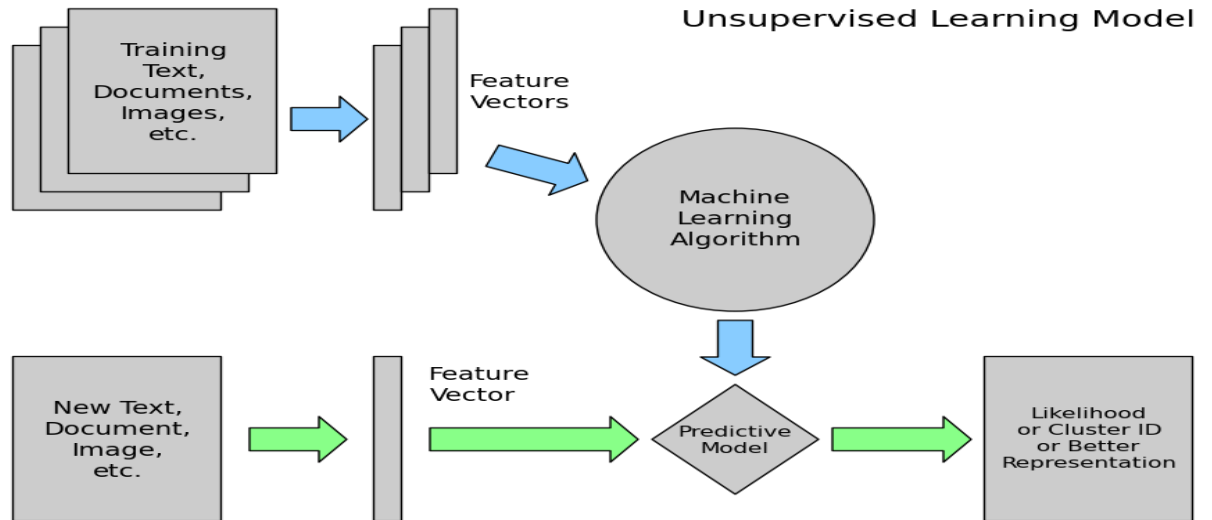 Unsupervised Learning Model
Training
Text,
Documents,
Images,
etc.
Feature
Vectors
Machine
Learning
Algorithm
New Text,
Document,
Image,
etc.
Feature
Vector
Predictive
Model
Likelihood
or Cluster ID
or Better
Representation